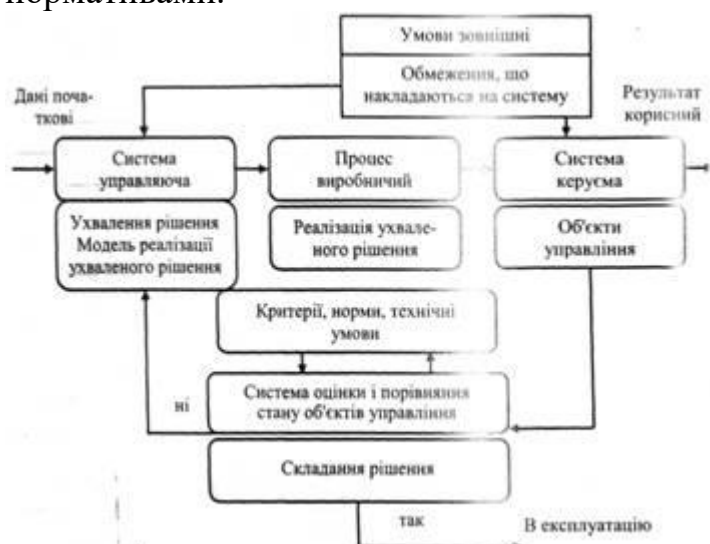 нормативами.
Умови зовнішні
Обмеження, що
накладаються на систему
Дані поча-
ткові
Результат
корисний
Система
управляюча
Процес
виробничий
Система
керуєма
Ухвалення рішення
Модель реалізації
ухваленого рішення
Реалізація ухвале-
ного рішення
Об'єкти
управління
Критерії, норми, технічні
умови
Система оцінки і порівняння
стану об'єктів управління
ні
Складання рішення
так
В експлуатацію